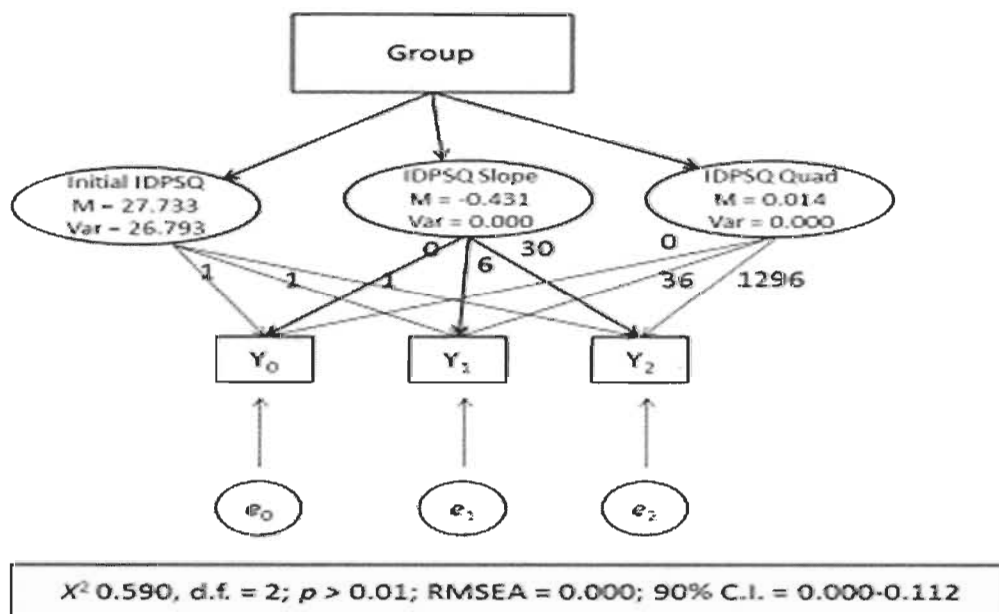 Group
Initial IDPSQ
M = 27.733
Var = 26.793
IDPSQ Slope
M = -0.431
Var = 0.000
IDPSQ Quad
M = 0.014
Var = 0.000
0 30 0
1 1 1 6 36 1296
Y₀ Y₁ Y₂
e₀ e₁ e₂
X² 0.590, d.f. = 2; p > 0.01; RMSEA = 0.000; 90% C.I. = 0.000-0.112